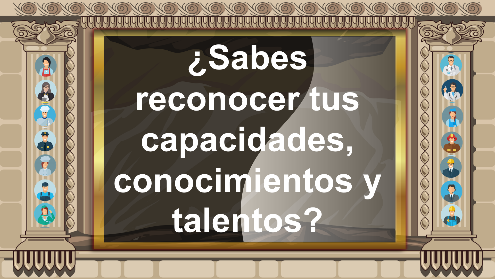 ¿Sabes
reconocer tus
capacidades,
conocimientos y
talentos?